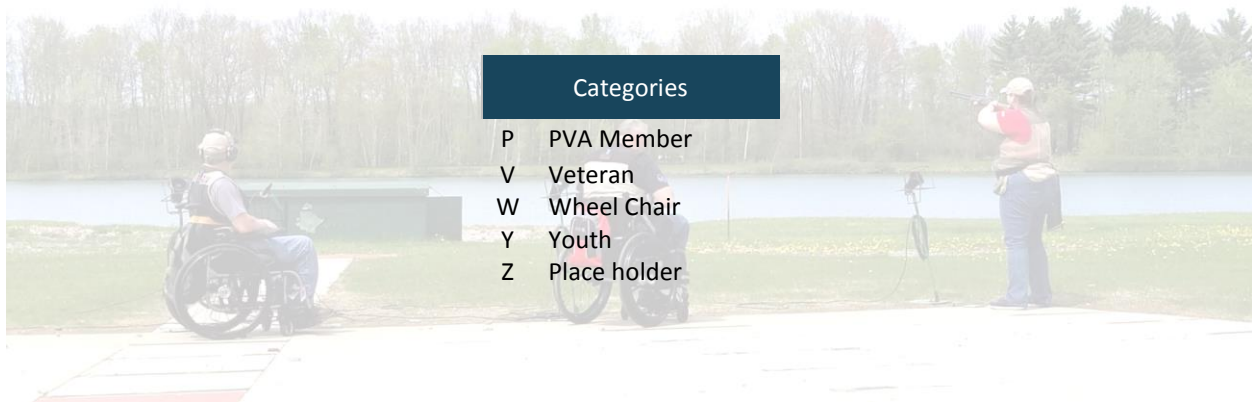 Categories
P PVA Member
V Veteran
W Wheel Chair
Y Youth
Z Place holder